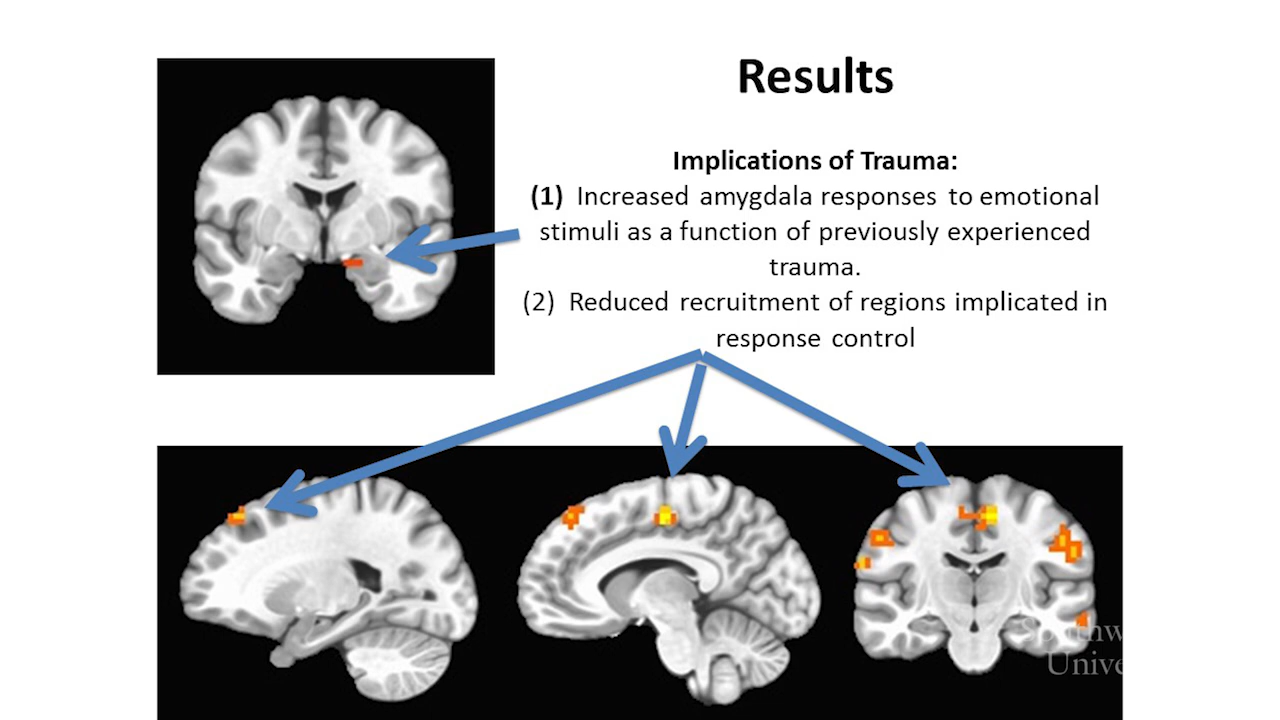 Results
Implications of Trauma:
(1) Increased amygdala responses to emotional
stimuli as a function of previously experienced
trauma.
(2) Reduced recruitment of regions implicated in
response control